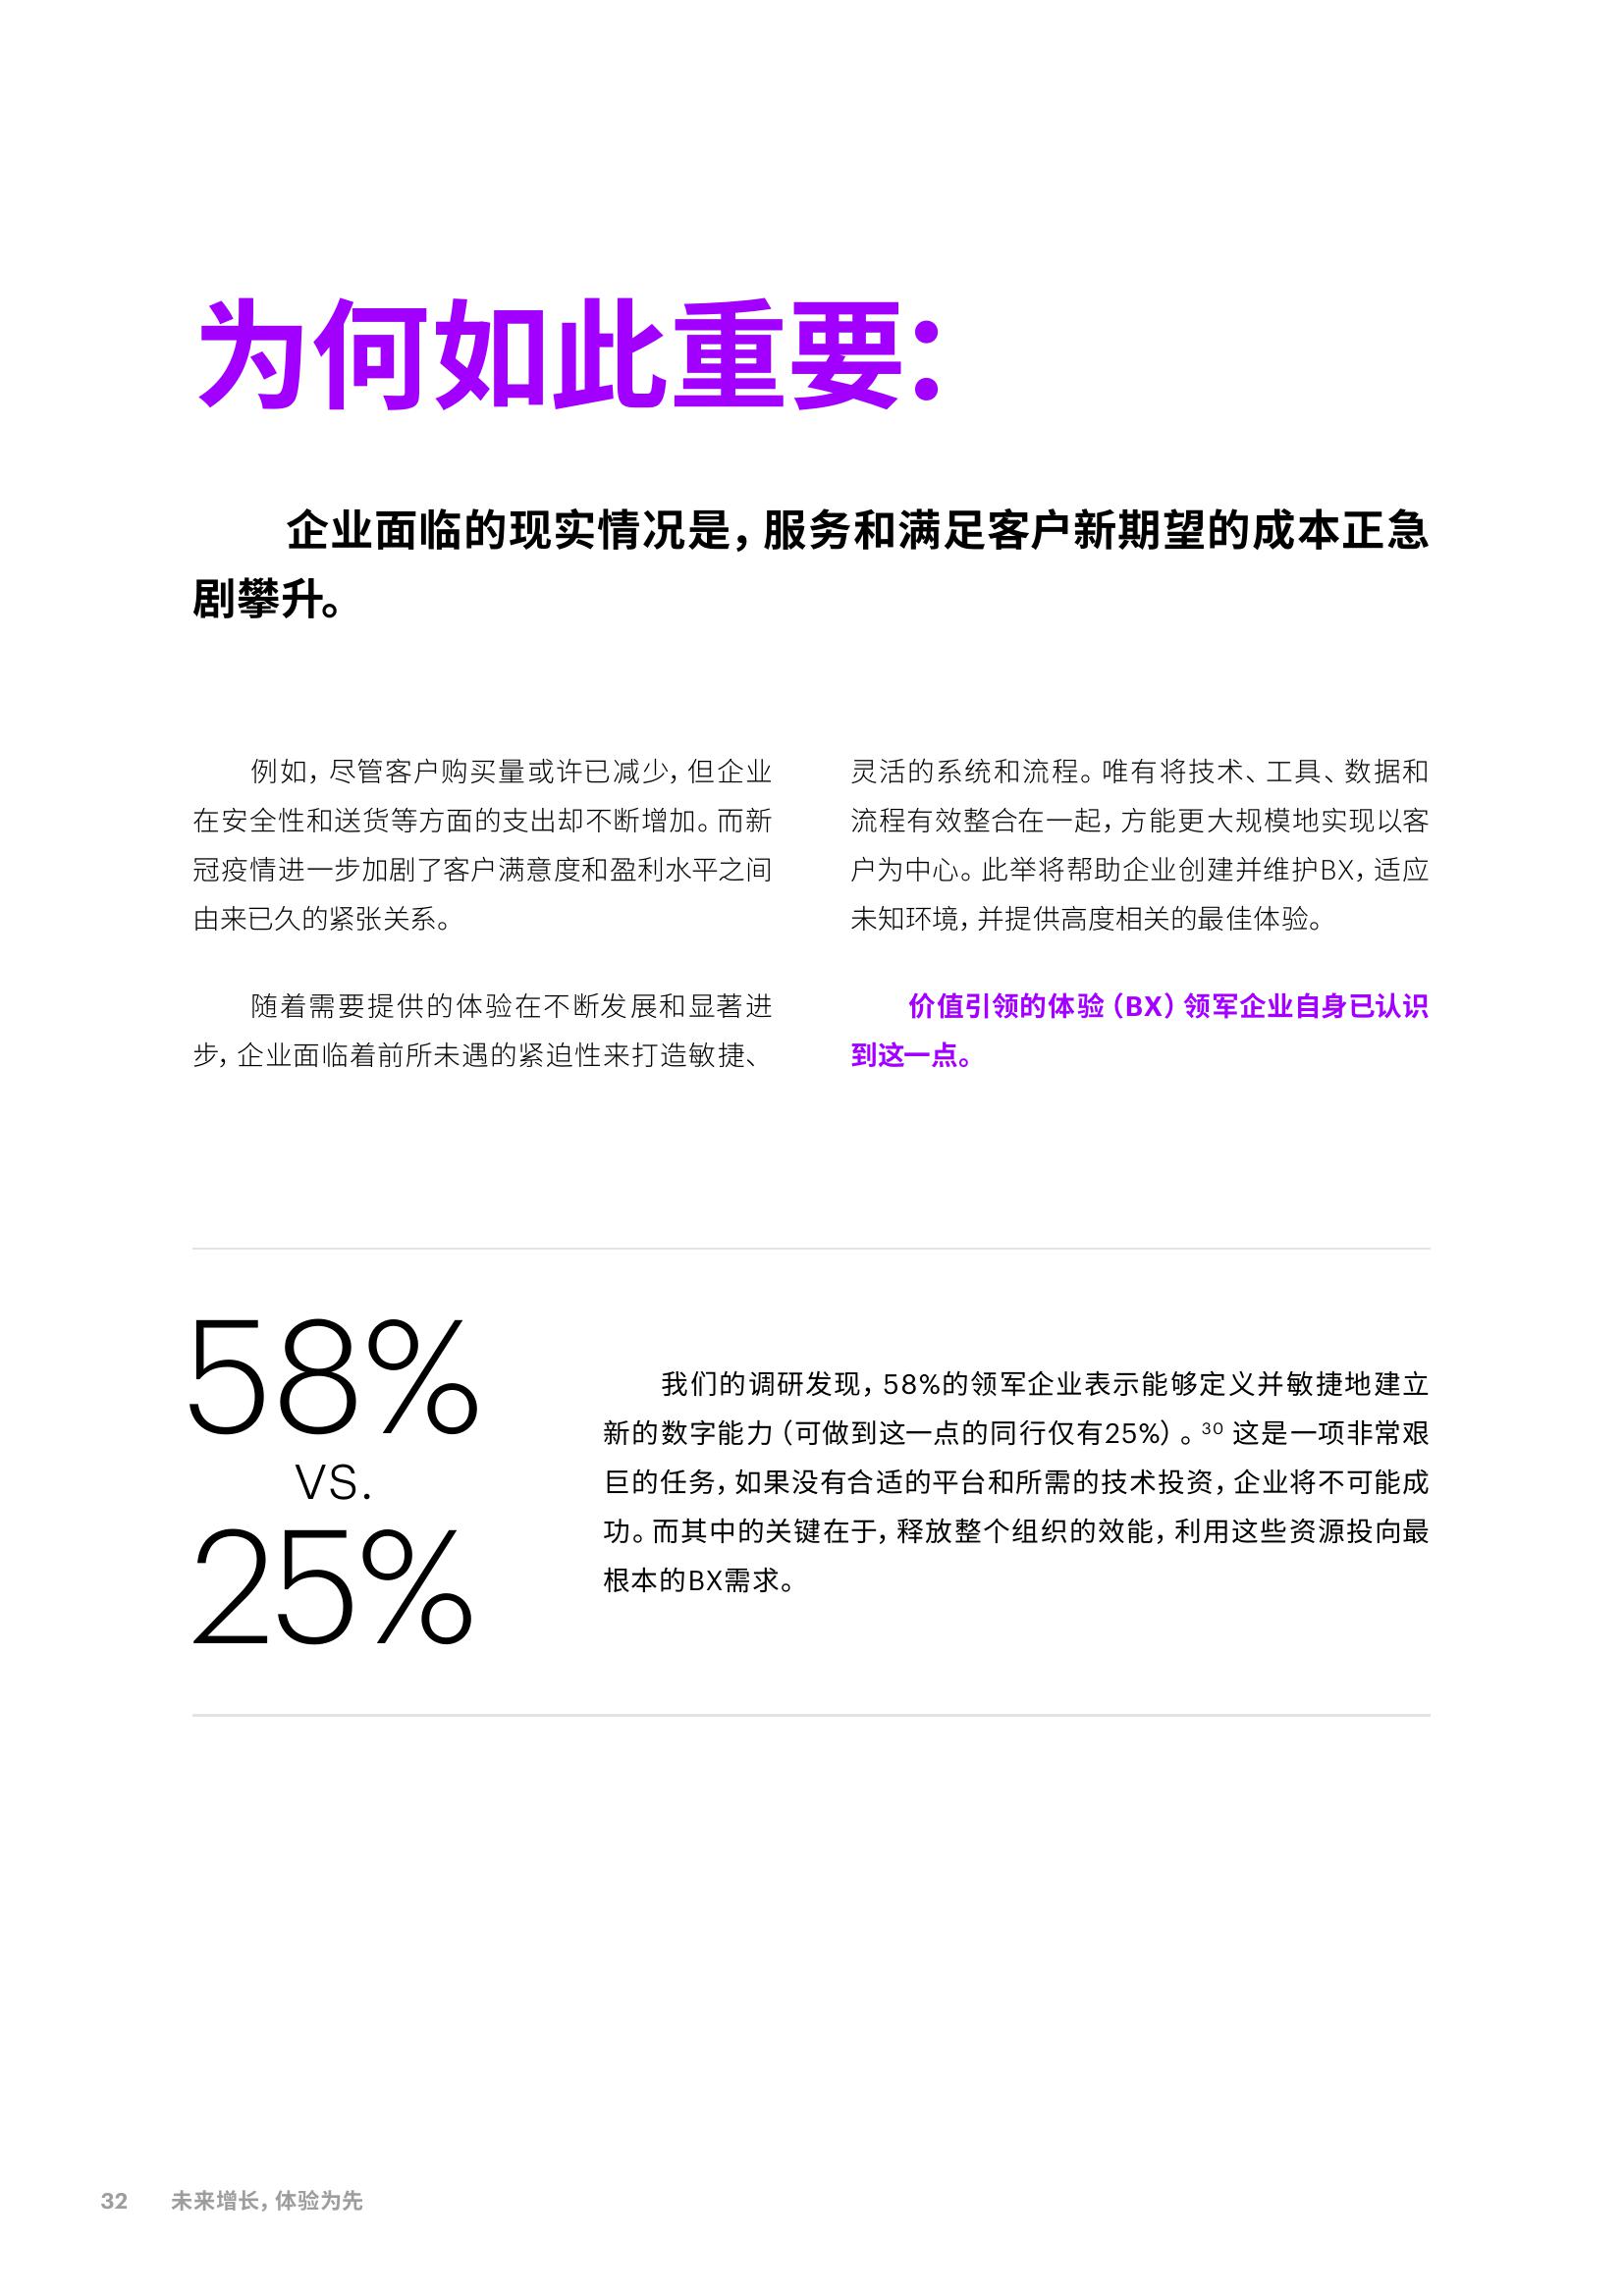 为何如此重要：
企业面临的现实情况是，服务和满足客户新期望的成本正急
剧攀升。
例如，尽管客户购买量或许已减少，但企业
在安全性和送货等方面的支出却不断增加。而新
冠疫情进一步加剧了客户满意度和盈利水平之间
由来已久的紧张关系。
随着需要提供的体验在不断发展和显著进
步，企业面临着前所未遇的紧迫性来打造敏捷、
灵活的系统和流程。唯有将技术、工具、数据和
流程有效整合在一起，方能更大规模地实现以客
户为中心。此举将帮助企业创建并维护BX，适应
未知环境，并提供高度相关的最佳体验。
价值引领的体验（BX）领军企业自身已认识
到这一点。
58%
VS.
25%
我们的调研发现，58%的领军企业表示能够定义并敏捷地建立
新的数字能力（可做到这一点的同行仅有25%）。30 这是一项非常艰
巨的任务，如果没有合适的平台和所需的技术投资，企业将不可能成
功。而其中的关键在于，释放整个组织的效能，利用这些资源投向最
根本的BX需求。
32 未来增长，体验为先